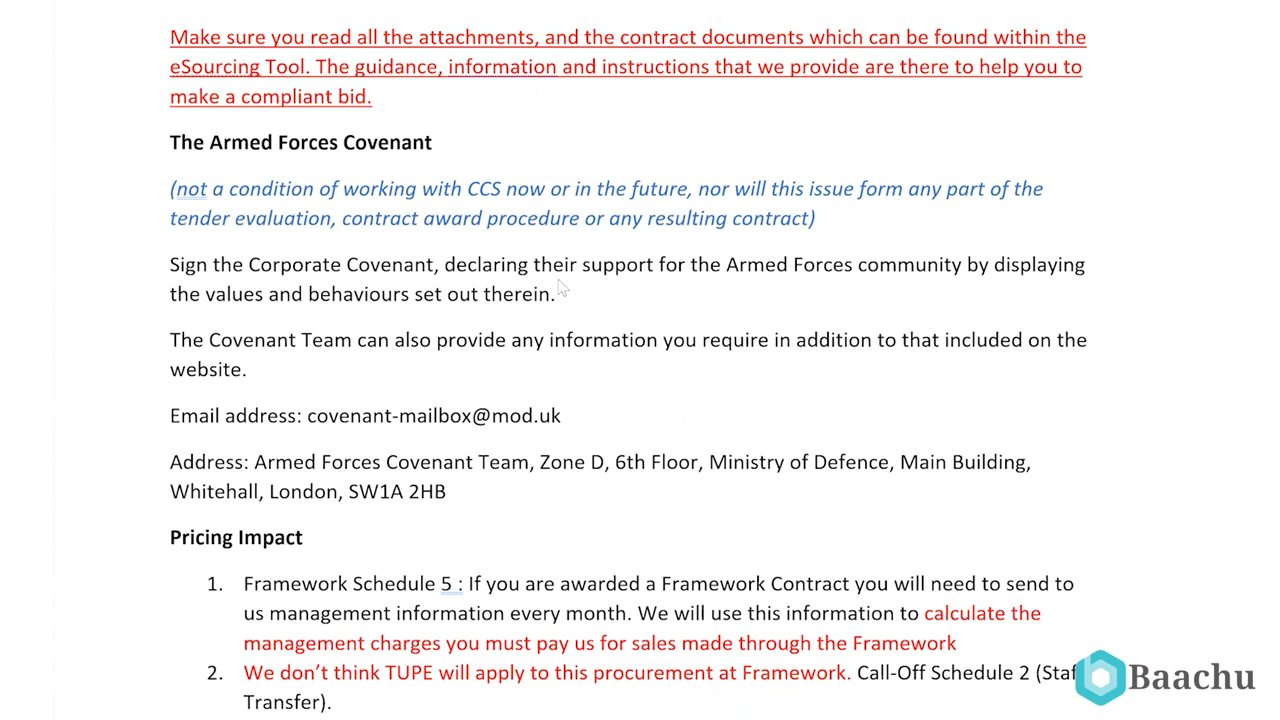 Make sure you read all the attachments, and the contract documents which can be found within the
eSourcing Tool. The guidance, information and instructions that we provide are there to help you to
make a compliant bid.
The Armed Forces Covenant
(not a condition of working with CCS now or in the future, nor will this issue form any part of the
tender evaluation, contract award procedure or any resulting contract)
Sign the Corporate Covenant, declaring their support for the Armed Forces community by displaying
the values and behaviours set out therein.
The Covenant Team can also provide any information you require in addition to that included on the
website.
Email address: covenant-mailbox@mod.uk
Address: Armed Forces Covenant Team, Zone D, 6th Floor, Ministry of Defence, Main Building,
Whitehall, London, SW1A 2HB
Pricing Impact
1. Framework Schedule 5 : If you are awarded a Framework Contract you will need to send to
us management information every month. We will use this information to calculate the
management charges you must pay us for sales made through the Framework
2. We don't think TUPE will apply to this procurement at Framework. Call-Off Schedule 2 (Staf
Transfer).
Baachu